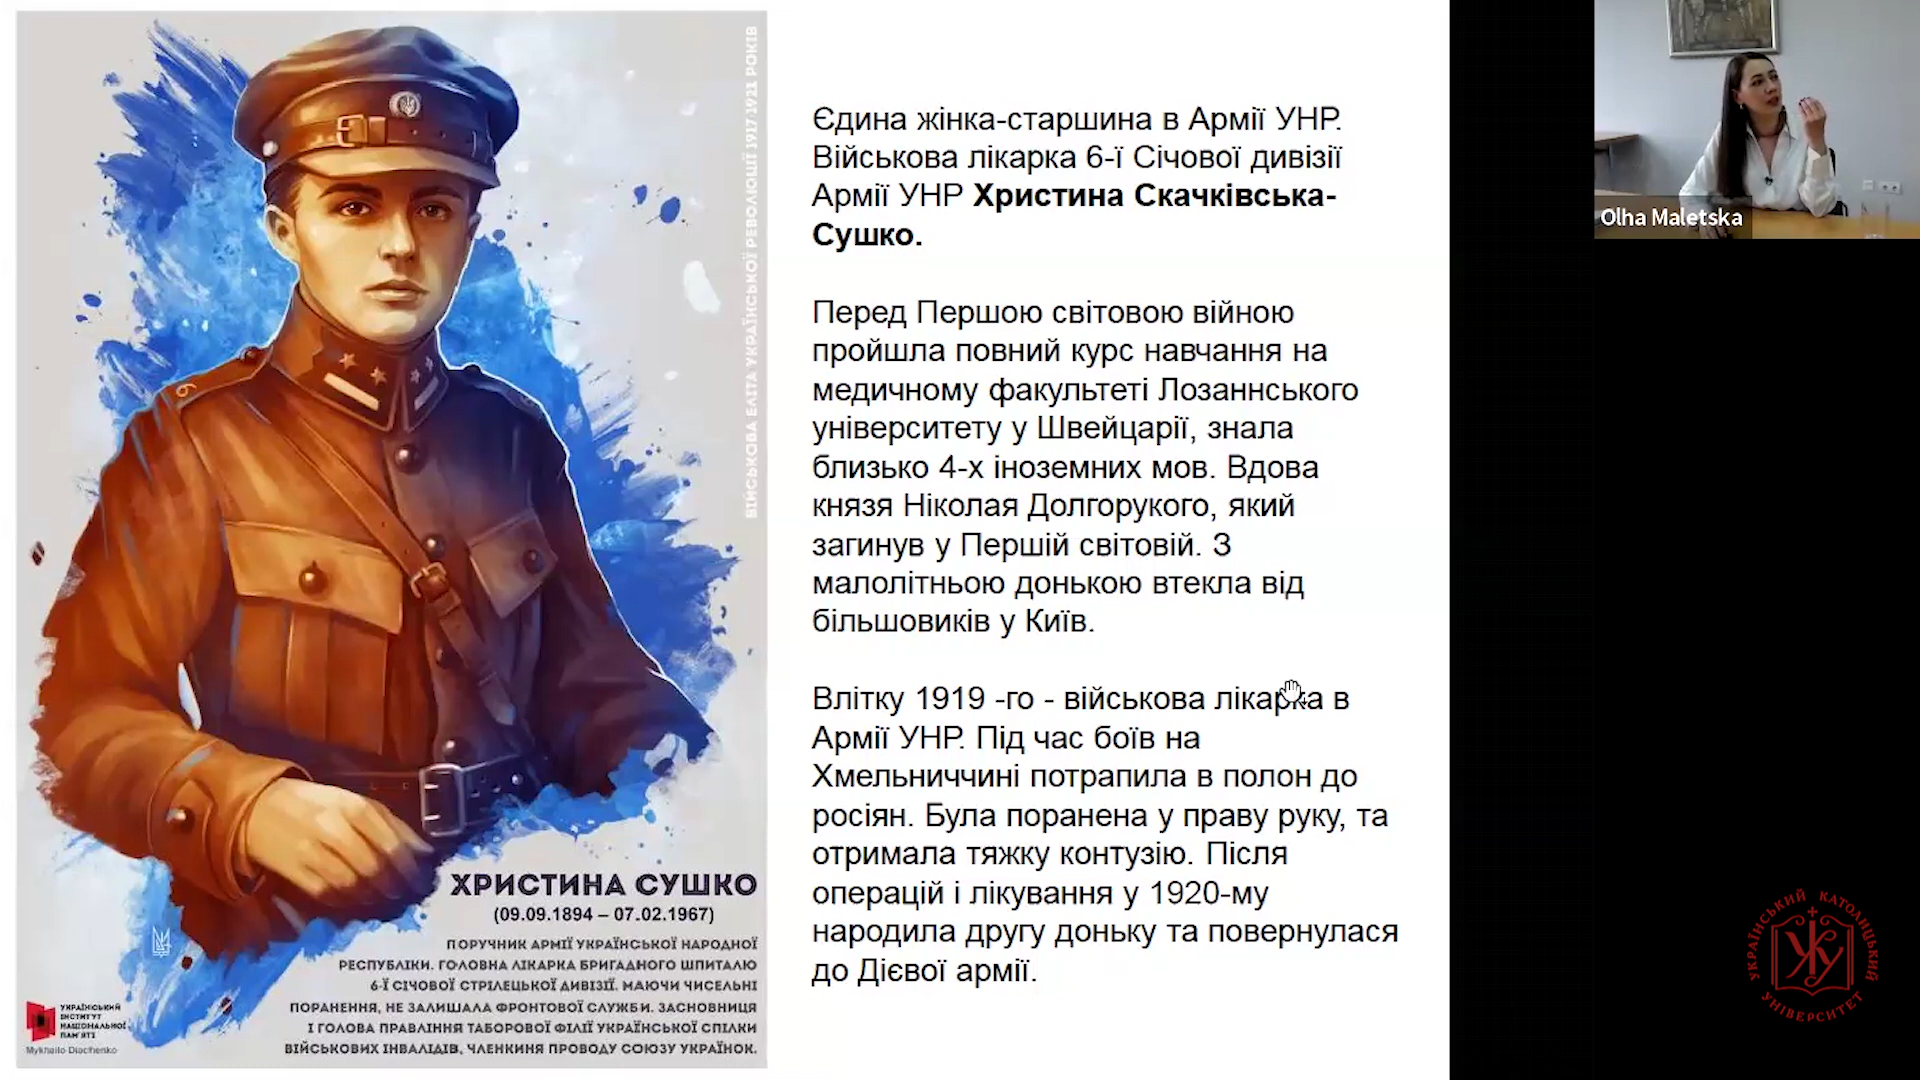 ВІЙСЬКОВА ЕЛІТА УКРАЇНСЬКОЇ РЕВОЛЮЦІЇ 1917-1921 РОКІВ
ХРИСТИНА СУШКО
(09.09.1894 – 07.02.1967)
ПОРУЧНИК АРМІЇ УКРАЇНСЬКОЇ НАРОДНОЇ
РЕСПУБЛІКИ. ГОЛОВНА ЛІКАРКА БРИГАДНОГО ШПИТАЛЮ
6-Ї СІЧОВОЇ СТРІЛЕЦЬКОЇ ДИВІЗІЇ. МАЮЧИ ЧИСЕЛЬНІ
ПОРАНЕННЯ, НЕ ЗАЛИШАЛА ФРОНТОВОЇ СЛУЖБИ. ЗАСНОВНИЦЯ
І ГОЛОВА ПРАВЛІННЯ ТАБОРОВОЇ ФІЛІЇ УКРАЇНСЬКОЇ СПІЛКИ
ВІЙСЬКОВИХ ІНВАЛІДІВ, ЧЛЕНКИНЯ ПРОВОДУ СОЮЗУ УКРАЇНОК.
УКРАЇНСЬКИЙ
ІНСТИТУТ
НАЦІОНАЛЬНОЇ
ПАМ'ЯТІ
Mykhailo Diachenko
Єдина жінка-старшина в Армії УНР.
Військова лікарка 6-ї Січової дивізії
Армії УНР Христина Скачківська-
Сушко.
Перед Першою світовою війною
пройшла повний курс навчання на
медичному факультеті Лозаннського
університету у Швейцарії, знала
близько 4-х іноземних мов. Вдова
князя Ніколая Долгорукого, який
загинув у Першій світовій. З
малолітньою донькою втекла від
більшовиків у Київ.
Влітку 1919 -го - військова лікарка в
Армії УНР. Під час боїв на
Хмельниччині потрапила в полон до
росіян. Була поранена у праву руку, та
отримала тяжку контузію. Після
операцій і лікування у 1920-му
народила другу доньку та повернулася
до Дієвої армії.
Olha Maletska
УКРАЇНСЬКИЙ КАТОЛИЦЬКИЙ
УНІВЕРСИТЕТ